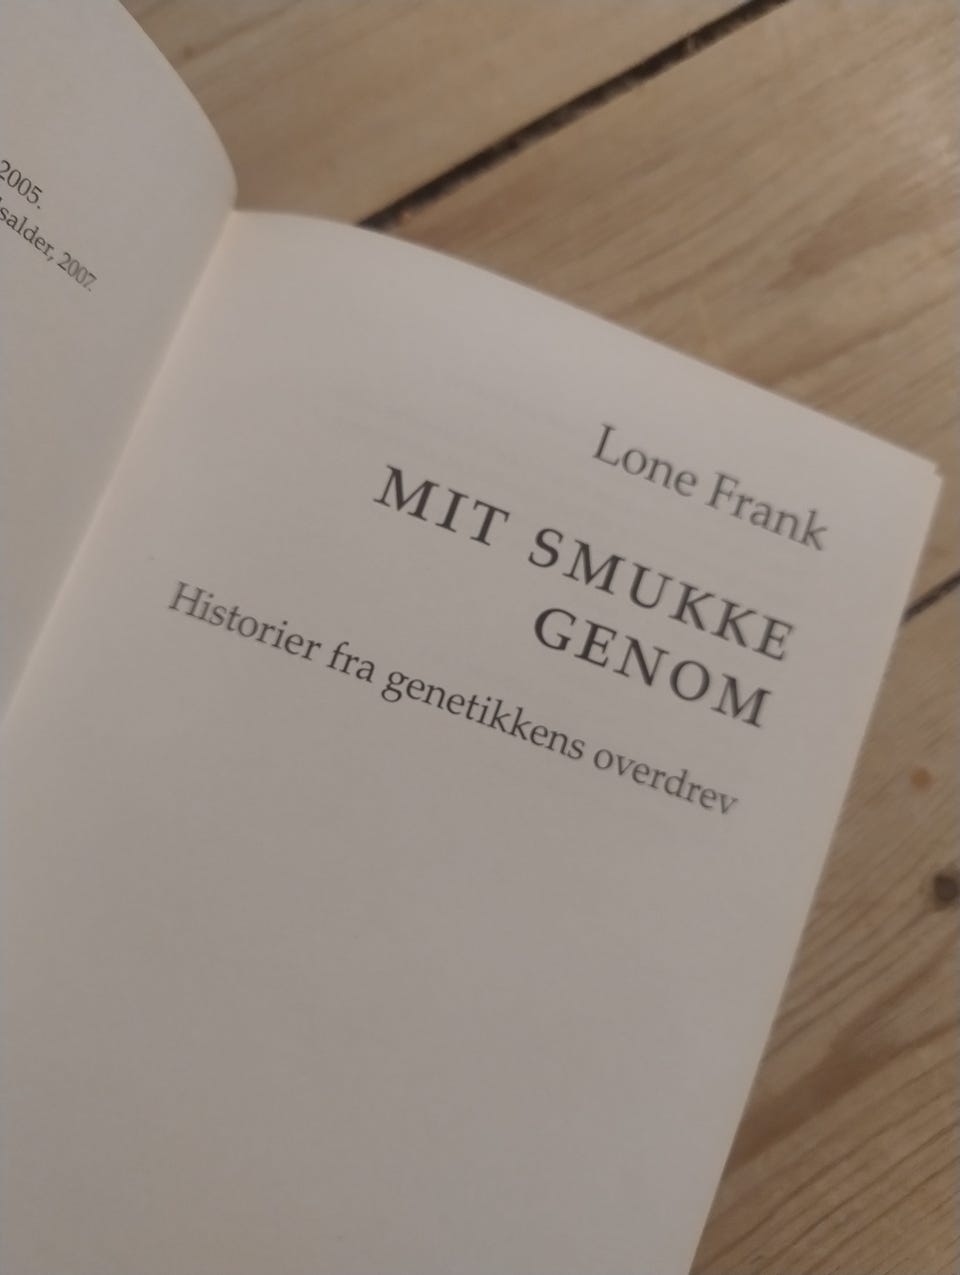 2005.
salder, 2007.
Lone Frank
MIT SMUKKE
GENOM
Historier fra genetikkens overdrev